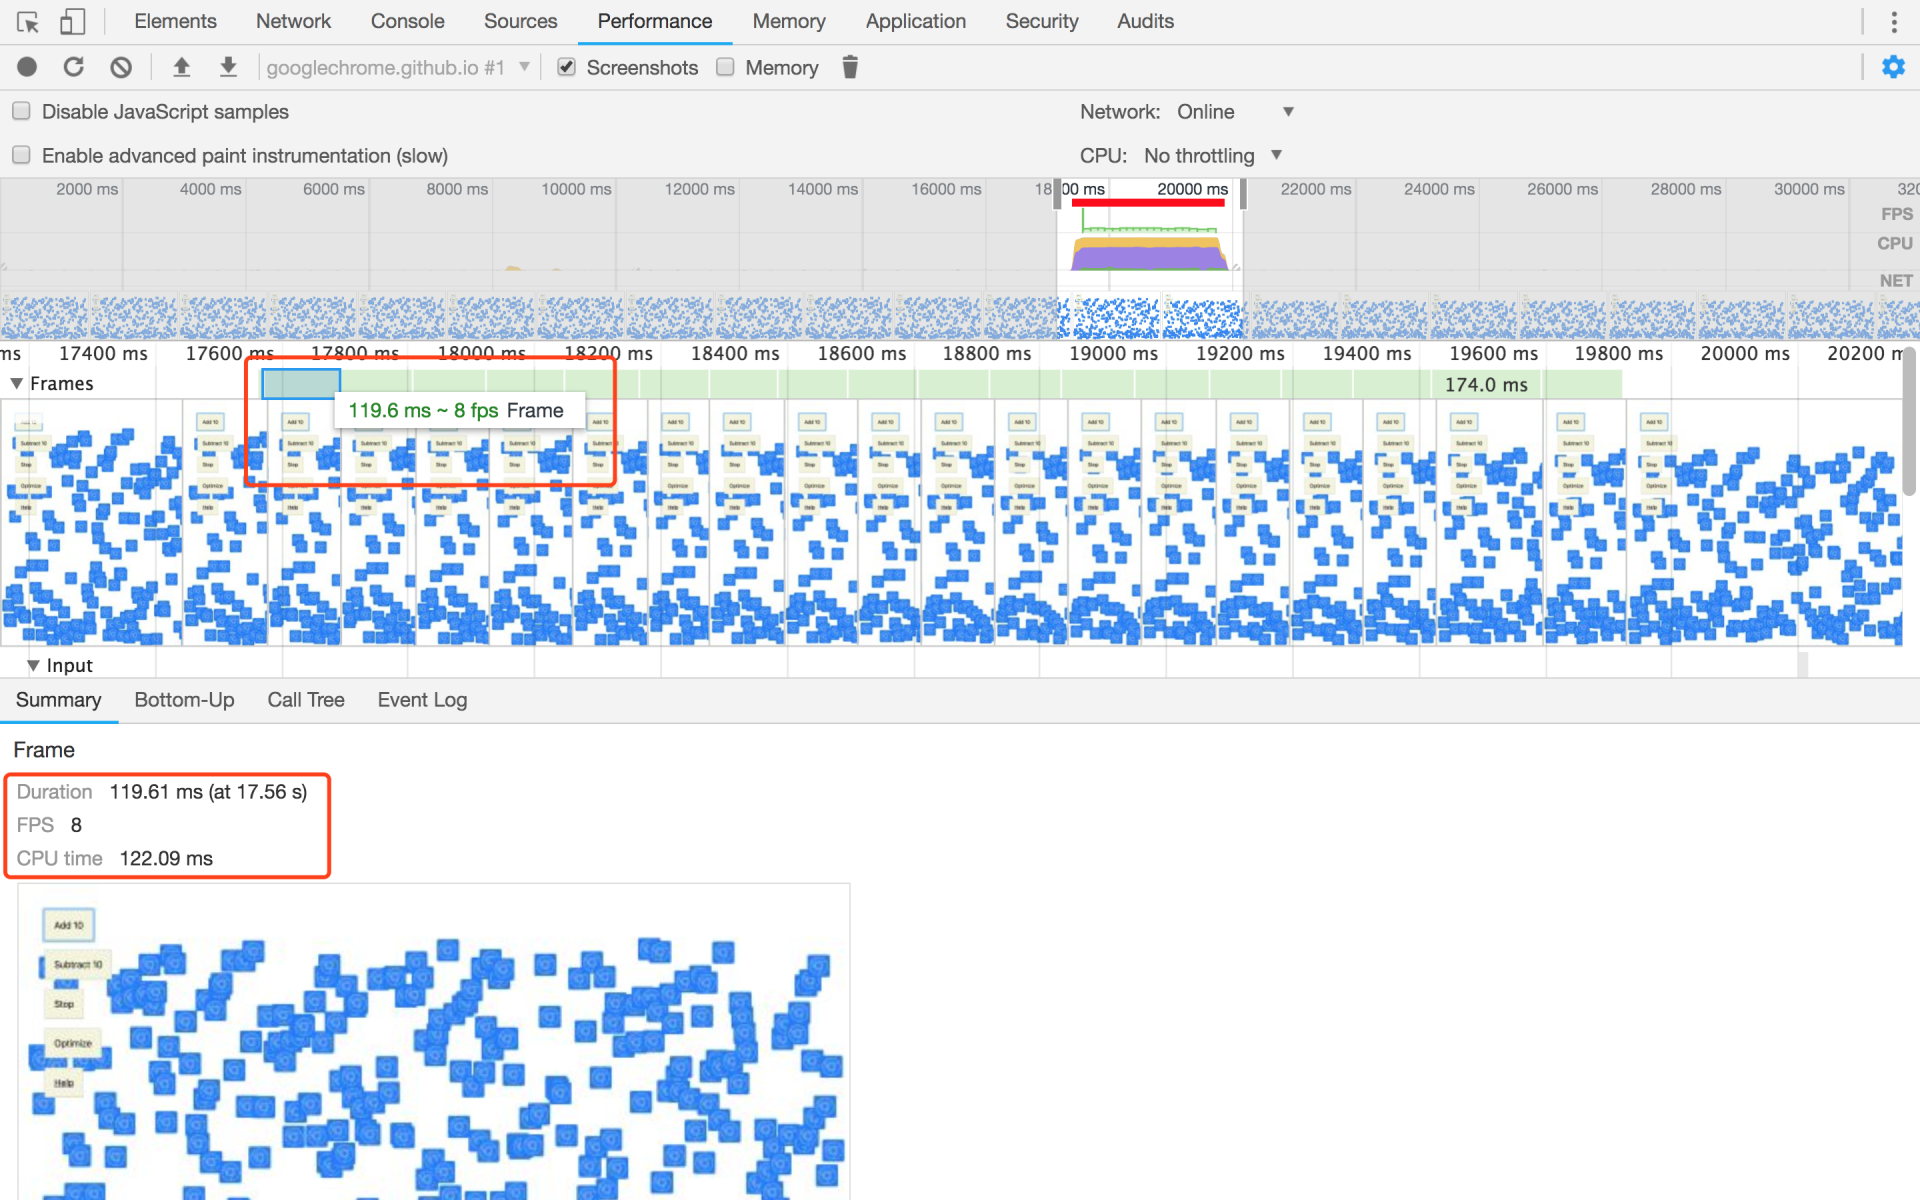 Elements Network Console Sources Performance Memory Application Security Audits
googlechrome.github.io #1 Screenshots Memory
Disable JavaScript samples Network: Online
Enable advanced paint instrumentation (slow) CPU: No throttling
2000 ms 4000 ms 6000 ms 8000 ms 10000 ms 12000 ms 14000 ms 16000 ms 18 00 ms 20000 ms 22000 ms 24000 ms 26000 ms 28000 ms 30000 ms 320
FPS
CPU
NET
ms 17400 ms 17600 ms 17800 ms 18000 ms 18200 ms 18400 ms 18600 ms 18800 ms 19000 ms 19200 ms 19400 ms 19600 ms 19800 ms 20000 ms 20200 m
Frames 174.0 ms
119.6 ms ~ 8 fps Frame
Input
Summary Bottom-Up Call Tree Event Log
Frame
Duration 119.61 ms (at 17.56 s)
FPS 8
CPU time 122.09 ms
Add 10
Subtract 10
Stop
Optimize
Help